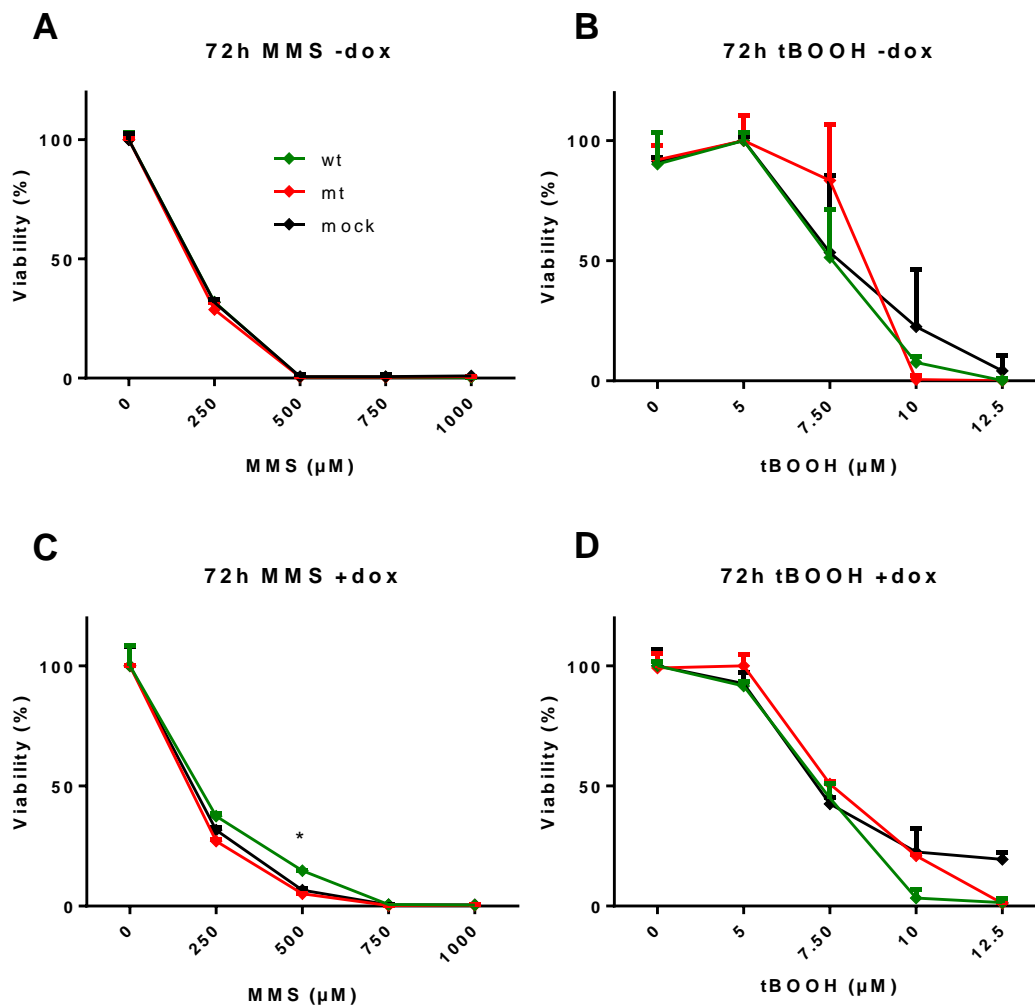 A
72h MMS -dox
Viability (%)
100
50
0
wt
mt
mock
0
250
500
750
1000
MMS (µM)
B
72h tBOOH -dox
Viability (%)
100
50
0
0
5
7.50
10
12.5
tBOOH (µM)
C
72h MMS +dox
Viability (%)
100
50
0
*
0
250
500
750
1000
MMS (µM)
D
72h tBOOH +dox
Viability (%)
100
50
0
0
5
7.50
10
12.5
tBOOH (µM)